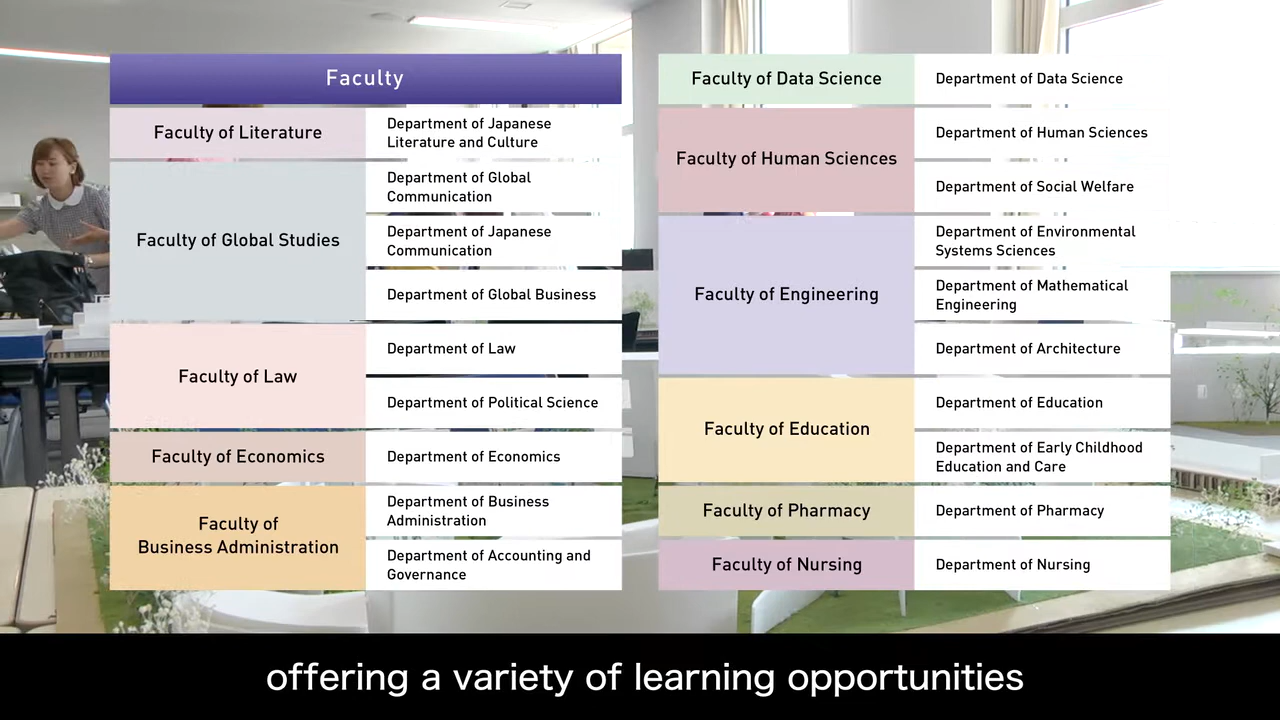 Faculty
Faculty of Literature
Department of Japanese
Literature and Culture
Faculty of Global Studies
Department of Global
Communication
Department of Japanese
Communication
Department of Global Business
Faculty of Law
Department of Law
Department of Political Science
Faculty of Economics
Department of Economics
Faculty of
Business Administration
Department of Business
Administration
Department of Accounting and
Governance
Faculty of Data Science
Department of Data Science
Faculty of Human Sciences
Department of Human Sciences
Department of Social Welfare
Faculty of Engineering
Department of Environmental
Systems Sciences
Department of Mathematical
Engineering
Department of Architecture
Faculty of Education
Department of Education
Department of Early Childhood
Education and Care
Faculty of Pharmacy
Department of Pharmacy
Faculty of Nursing
Department of Nursing
offering a variety of learning opportunities